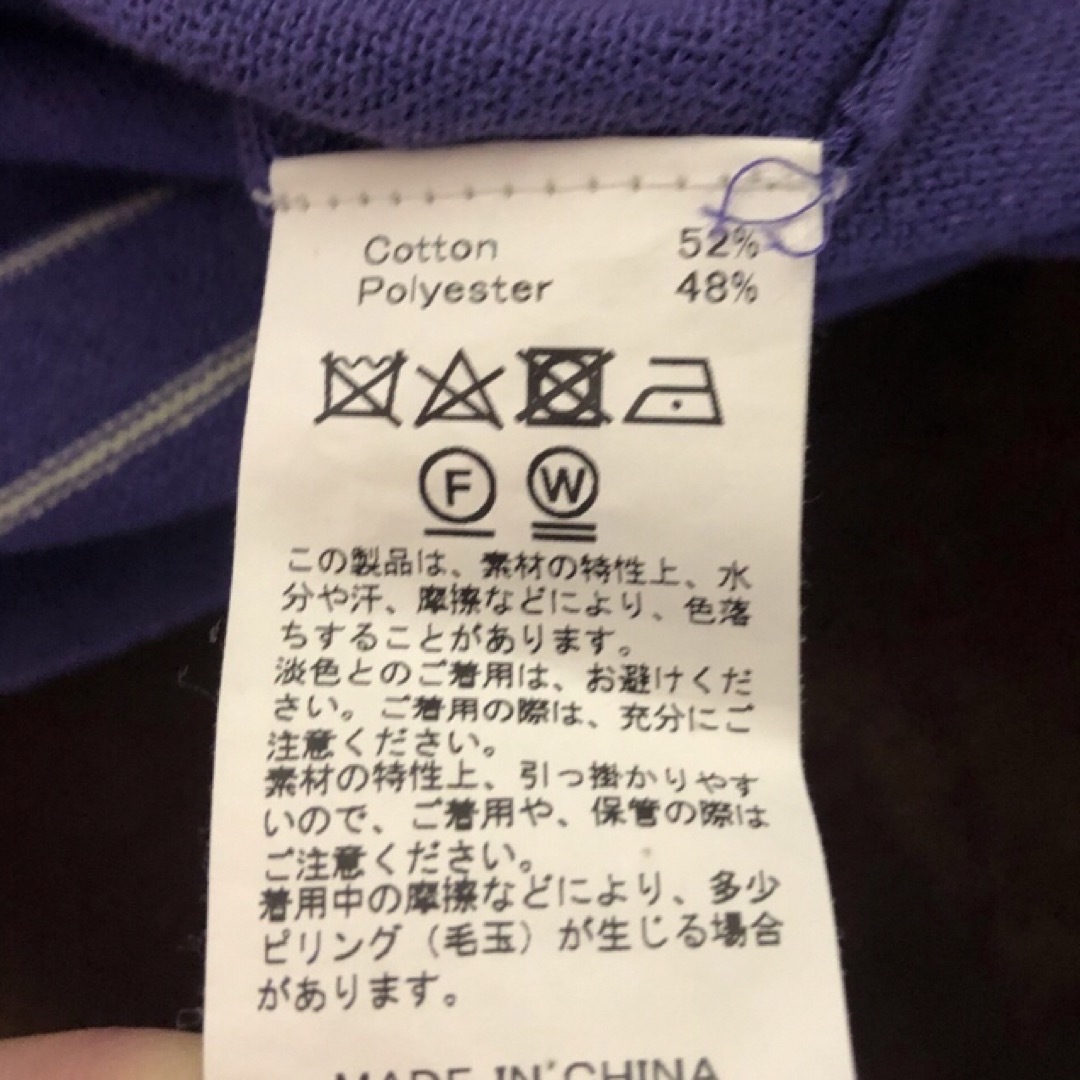 Cotton 52%
Polyester 48%
F W
この製品は、素材の特性上、水
分や汗、摩擦などにより、色落
ちすることがあります。
淡色とのご着用は、お避けくだ
さい。ご着用の際は、充分にご
注意ください。
素材の特性上、引っ掛かりやす
いので、ご着用や、保管の際は
ご注意ください。
着用中の摩擦などにより、多少
ピリング（毛玉）が生じる場合
があります。
MADE IN CHINA